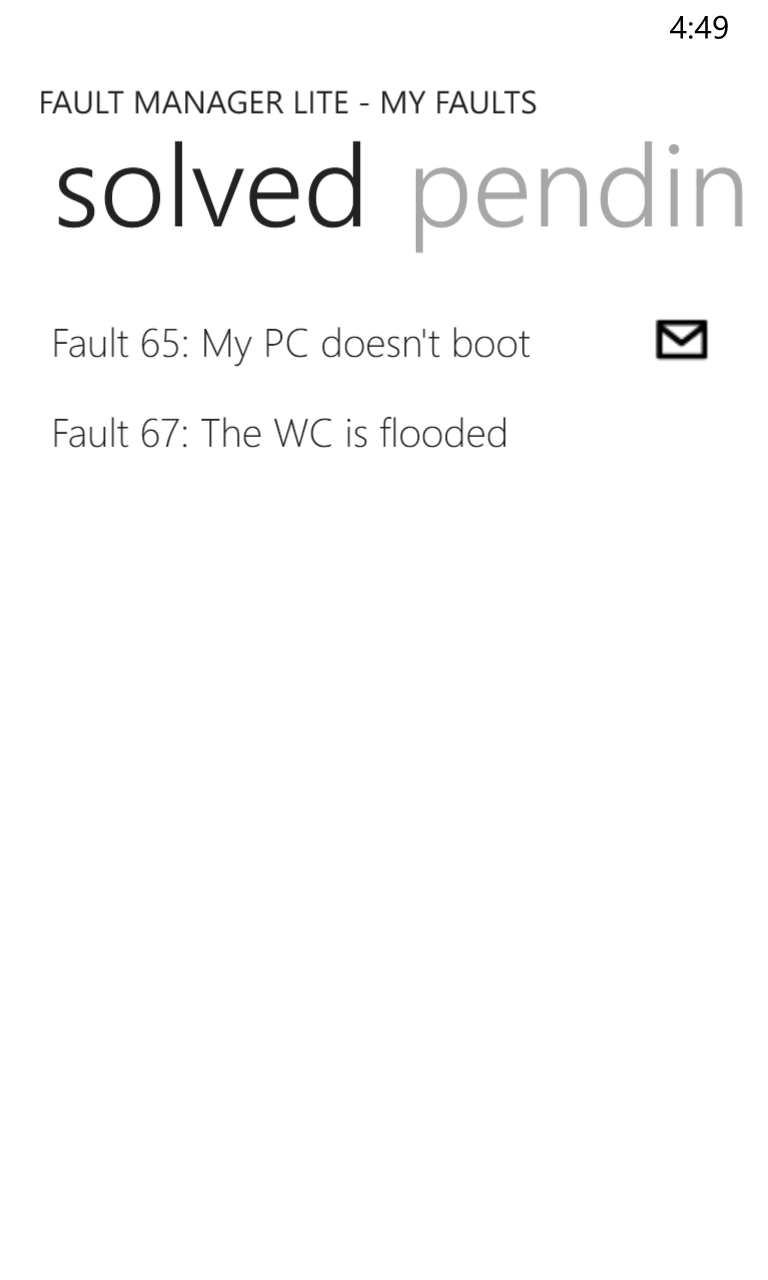 4:49
FAULT MANAGER LITE - MY FAULTS
solved pendin
Fault 65: My PC doesn't boot
Fault 67: The WC is flooded